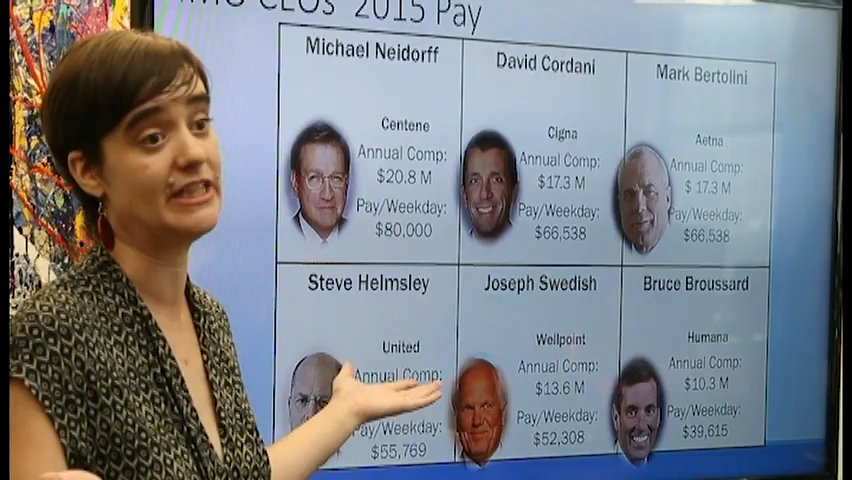 CEOs' 2015 Pay
Michael Neidorff
Centene
Annual Comp:
$20.8 M
Pay/Weekday:
$80,000
David Cordani
Cigna
Annual Comp:
$17.3 M
Pay/Weekday:
$66,538
Mark Bertolini
Aetna
Annual Comp:
$ 17.3 M
Pay/Weekday:
$66,538
Steve Helmsley
United
Annual Comp:
Pay/Weekday:
$55,769
Joseph Swedish
Wellpoint
Annual Comp:
$13.6 M
Pay/Weekday:
$52,308
Bruce Broussard
Humana
Annual Comp:
$10.3 M
Pay/Weekday:
$39,615